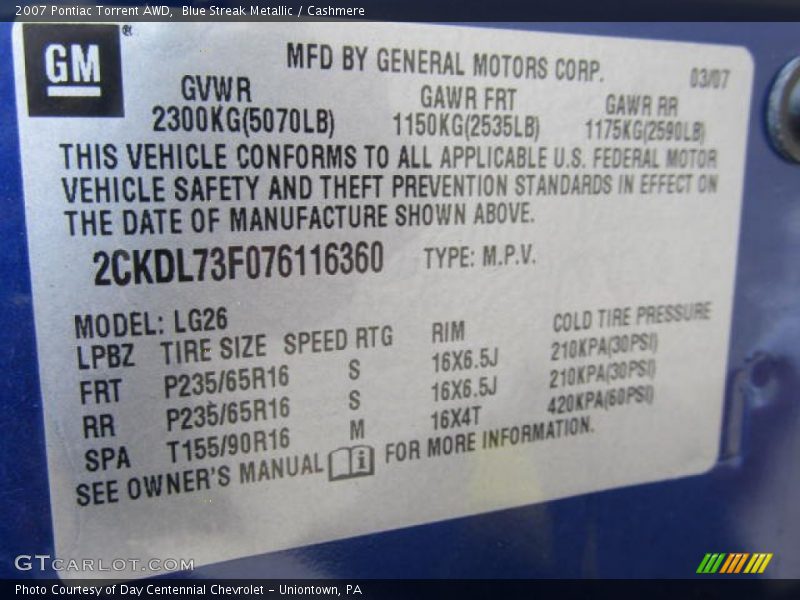 2007 Pontiac Torrent AWD, Blue Streak Metallic / Cashmere
GM®
MFD BY GENERAL MOTORS CORP. 03/07
GVWR GAWR FRT GAWR RR
2300KG(5070LB) 1150KG(2535LB) 1175KG(2590LB)
THIS VEHICLE CONFORMS TO ALL APPLICABLE U.S. FEDERAL MOTOR
VEHICLE SAFETY AND THEFT PREVENTION STANDARDS IN EFFECT ON
THE DATE OF MANUFACTURE SHOWN ABOVE.
2CKDL73F076116360 TYPE: M.P.V.
MODEL: LG26
LPBZ TIRE SIZE SPEED RTG RIM COLD TIRE PRESSURE
FRT P235/65R16 S 16X6.5J 210KPA(30PSI)
RR P235/65R16 S 16X6.5J 210KPA(30PSI)
SPA T155/90R16 M 16X4T 420KPA(60PSI)
SEE OWNER'S MANUAL i FOR MORE INFORMATION.
GTCARLOT.COM
Photo Courtesy of Day Centennial Chevrolet - Uniontown, PA